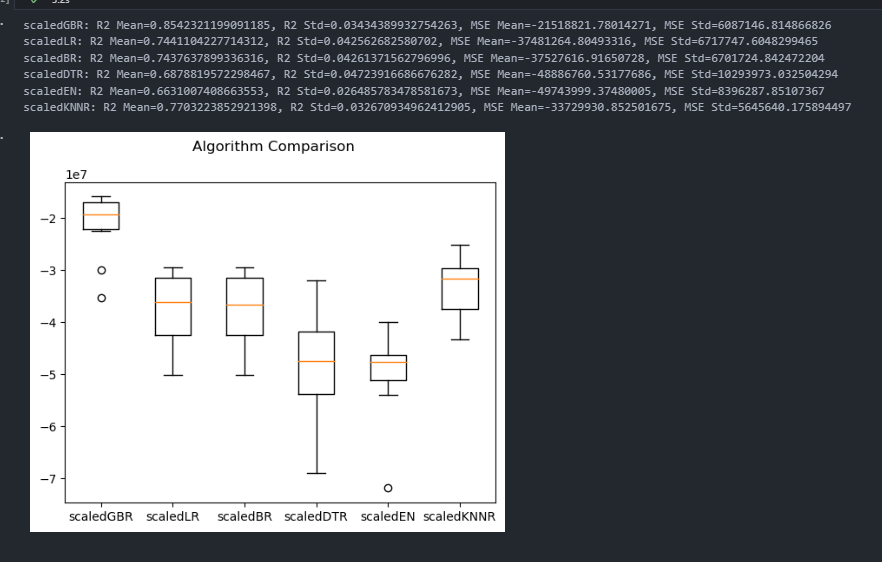 scaledGBR: R2 Mean=0.8542321199091185, R2 Std=0.03434389932754263, MSE Mean=-21518821.78014271, MSE Std=6087146.814866826
scaledLR: R2 Mean=0.7441104227714312, R2 Std=0.042562682580702, MSE Mean=-37481264.80493316, MSE Std=6717747.6048299465
scaledBR: R2 Mean=0.7437637899336316, R2 Std=0.04261371562796996, MSE Mean=-37527616.91650728, MSE Std=6701724.842472204
scaledDTR: R2 Mean=0.6878819572298467, R2 Std=0.04723916686676282, MSE Mean=-48886760.53177686, MSE Std=10293973.032504294
scaledEN: R2 Mean=0.6631007408663553, R2 Std=0.026485783478581673, MSE Mean=-49743999.37480005, MSE Std=8396287.85107367
scaledKNNR: R2 Mean=0.7703223852921398, R2 Std=0.032670934962412905, MSE Mean=-33729930.852501675, MSE Std=5645640.175894497
Algorithm Comparison
1e7
−2
−3
−4
−5
−6
−7
scaledGBR scaledLR scaledBR scaledDTR scaledEN scaledKNNR